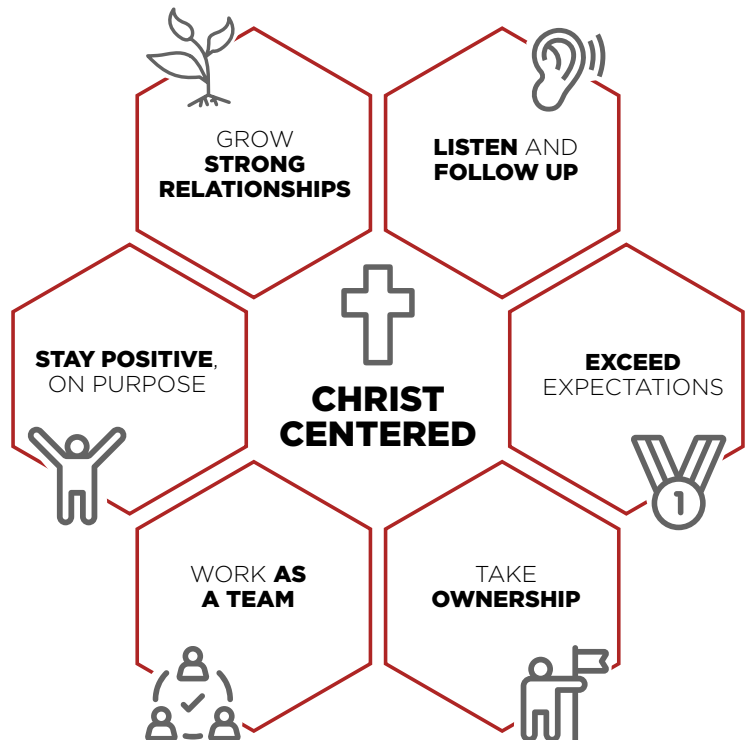 GROW
STRONG
RELATIONSHIPS
LISTEN AND
FOLLOW UP
STAY POSITIVE,
ON PURPOSE
CHRIST
CENTERED
EXCEED
EXPECTATIONS
1
WORK AS
A TEAM
TAKE
OWNERSHIP